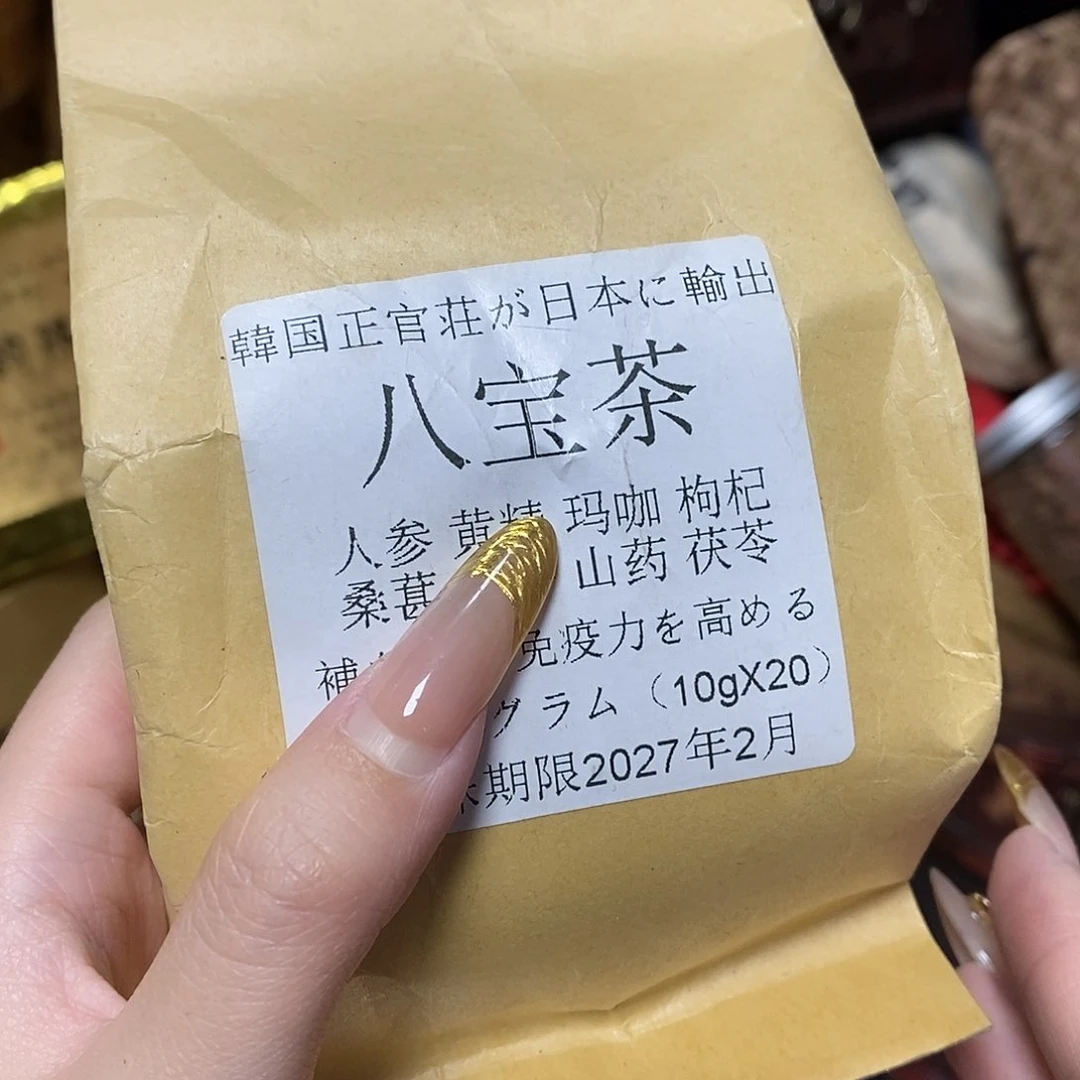 韓国正官荘が日本に輸出
八宝茶
人参 黄精 玛咖 枸杞
桑葚 山药 茯苓
補 免疫力を高める
グラム（10gX20）
期限2027年2月